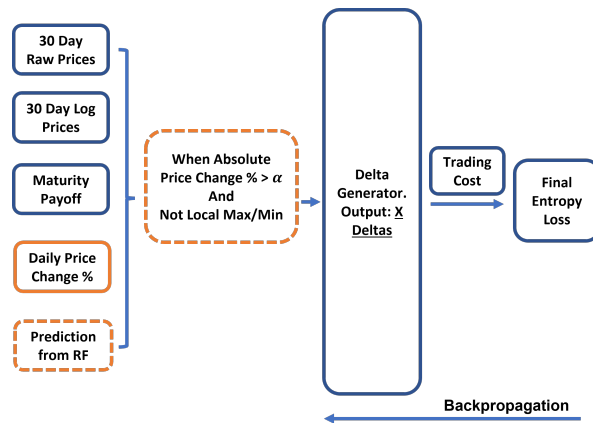 30 Day
Raw Prices
30 Day Log
Prices
Maturity
Payoff
Daily Price
Change %
Prediction
from RF
When Absolute
Price Change % > α
And
Not Local Max/Min
Delta
Generator.
Output: X
Deltas
Trading
Cost
Final
Entropy
Loss
Backpropagation